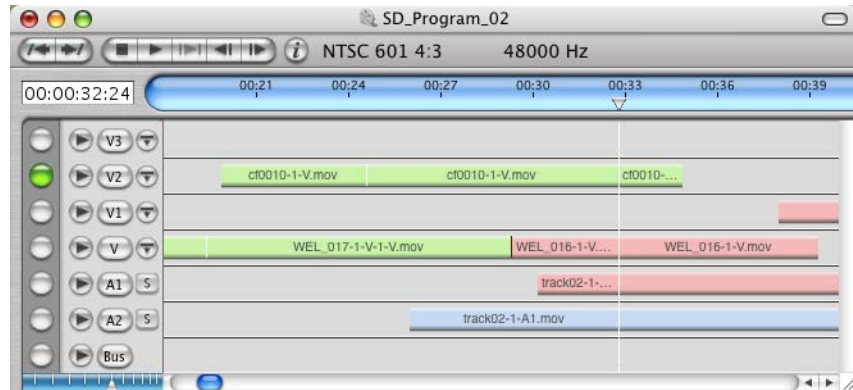 SD_Program_02
i NTSC 601 4:3 48000 Hz
00:00:32:24 00:21 00:24 00:27 00:30 00:33 00:36 00:39
V3
V2 cf0010-1-V.mov cf0010-1-V.mov cf0010-...
V1
V WEL_017-1-V-1-V.mov WEL_016-1-V.... WEL_016-1-V.mov
A1 S track02-1-...
A2 S track02-1-A1.mov
Bus